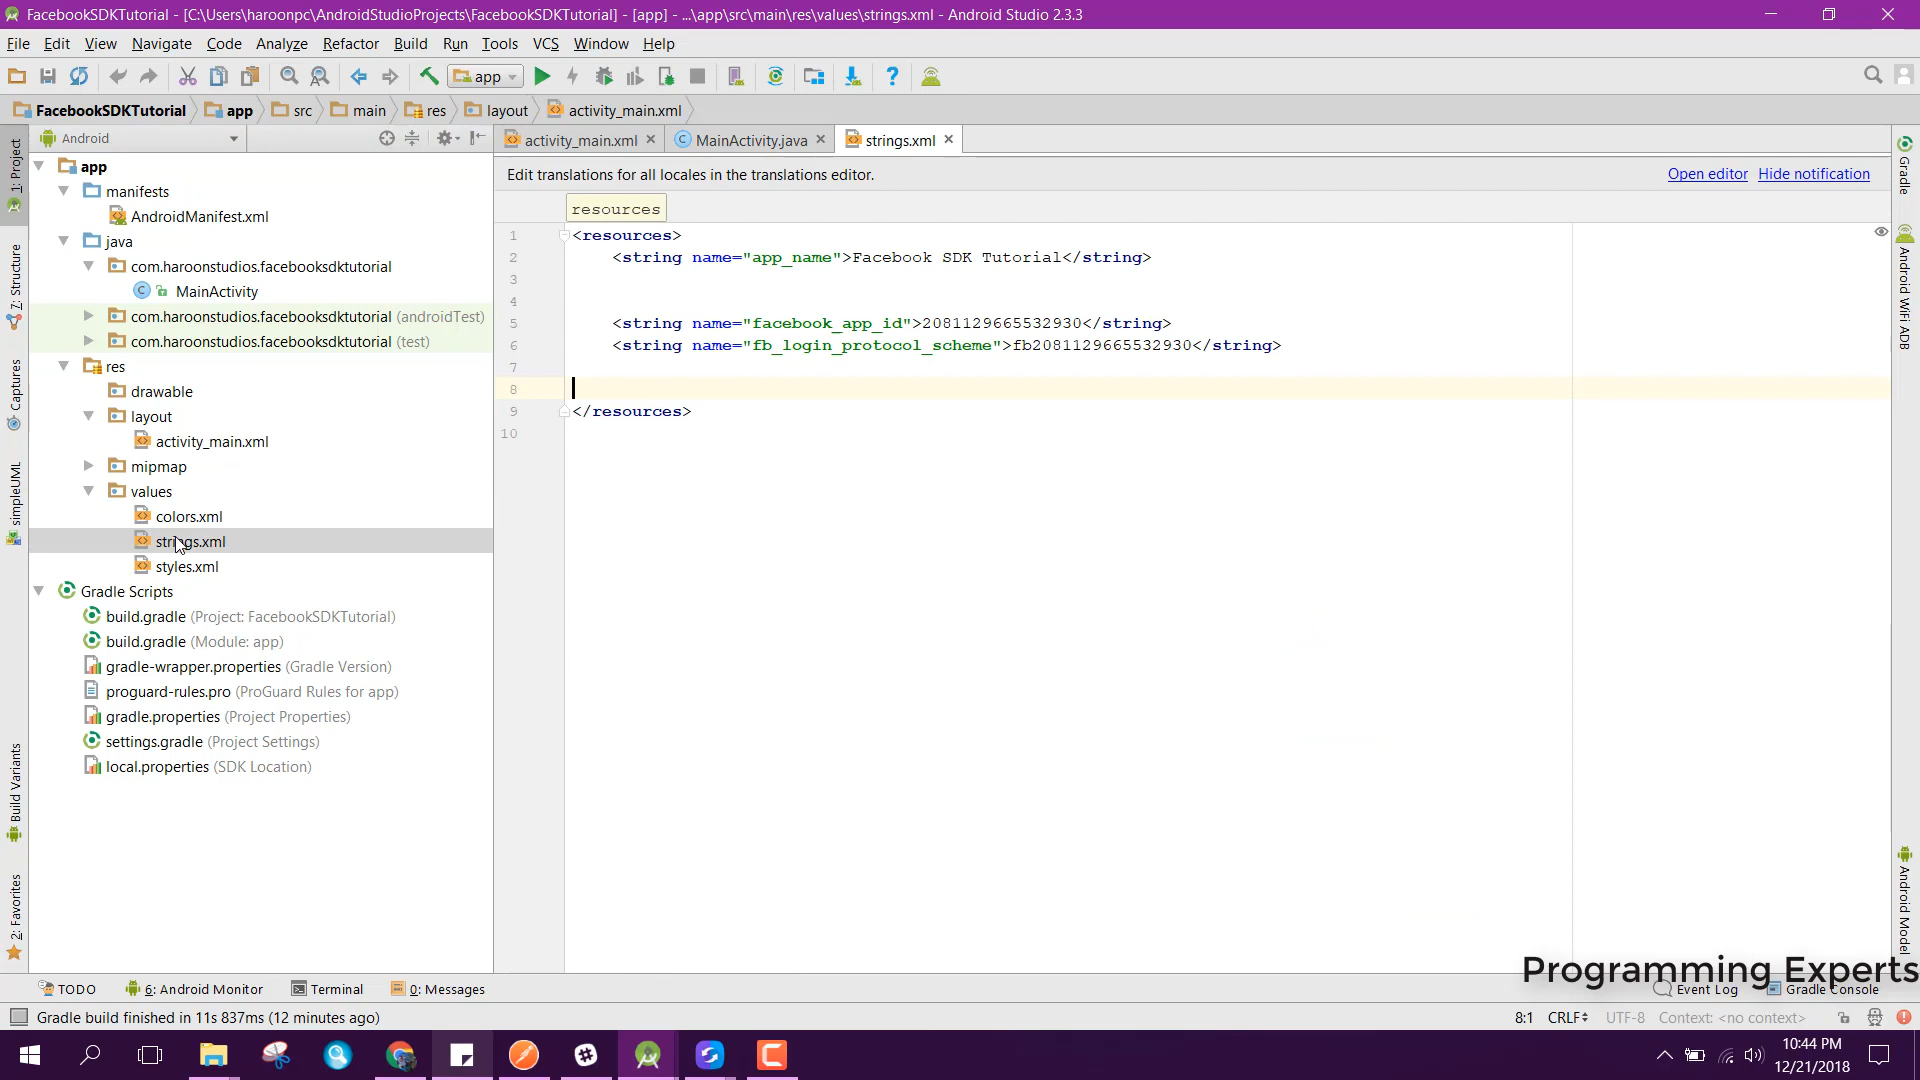 FacebookSDKTutorial - [C:\Users\haroonpc\AndroidStudioProjects\FacebookSDKTutorial] - [app] - ...\app\src\main\res\values\strings.xml - Android Studio 2.3.3
File Edit View Navigate Code Analyze Refactor Build Run Tools VCS Window Help
app
FacebookSDKTutorial app src main res layout activity_main.xml
Android
activity_main.xml MainActivity.java strings.xml
Edit translations for all locales in the translations editor. Open editor Hide notification
resources
1 <resources>
2 <string name="app_name">Facebook SDK Tutorial</string>
3
4
5 <string name="facebook_app_id">2081129665532930</string>
6 <string name="fb_login_protocol_scheme">fb2081129665532930</string>
7
8
9 </resources>
10
app
manifests
AndroidManifest.xml
java
com.haroonstudios.facebooksdktutorial
MainActivity
com.haroonstudios.facebooksdktutorial (androidTest)
com.haroonstudios.facebooksdktutorial (test)
res
drawable
layout
activity_main.xml
mipmap
values
colors.xml
strings.xml
styles.xml
Gradle Scripts
build.gradle (Project: FacebookSDKTutorial)
build.gradle (Module: app)
gradle-wrapper.properties (Gradle Version)
proguard-rules.pro (ProGuard Rules for app)
gradle.properties (Project Properties)
settings.gradle (Project Settings)
local.properties (SDK Location)
1: Project
7: Structure
Captures
simpleUML
Build Variants
2: Favorites
Gradle
Android WiFi ADB
Android Model
Programming Experts
TODO 6: Android Monitor Terminal 0: Messages Event Log Gradle Console
Gradle build finished in 11s 837ms (12 minutes ago) 8:1 CRLF UTF-8 Context: <no context>
10:44 PM
12/21/2018